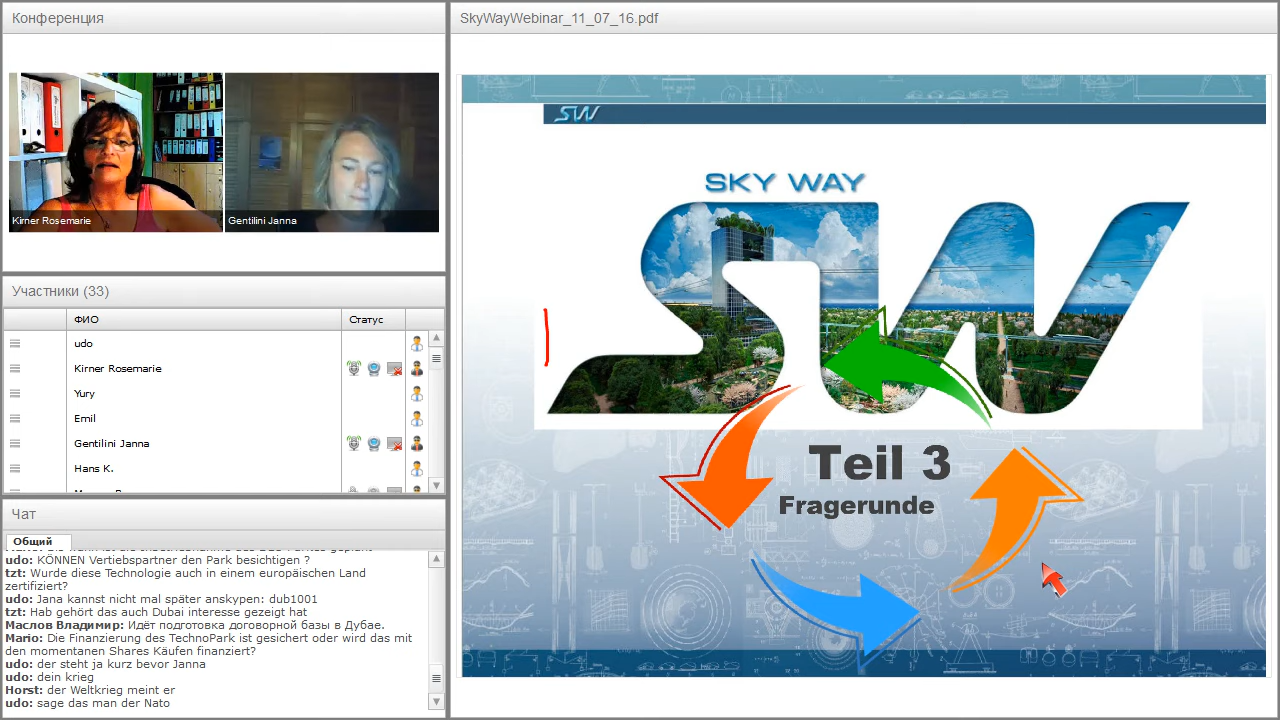 Конференция
Kirner Rosemarie
Gentilini Janna
Участники (33)
ФИО
Статус
udo
Kirner Rosemarie
Yury
Emil
Gentilini Janna
Hans K.
Чат
Общий
udo: KÖNNEN Vertiebspartner den Park besichtigen ?
tzt: Wurde diese Technologie auch in einem europäischen Land
zertifiziert?
udo: Jana kannst nicht mal später anskypen: dub1001
tzt: Hab gehört das auch Dubai interesse gezeigt hat
Маслов Владимир: Идёт подготовка договорной базы в Дубае.
Mario: Die Finanzierung des TechnoPark ist gesichert oder wird das mit
den momentanen Shares Käufen finanziert?
udo: der sieht ja kurz bevor Janna
udo: dein krieg
Horst: der Weltkrieg meint er
udo: sage das man der Nato
SkyWayWebinar_11_07_16.pdf
SW
SKY WAY
SW
Teil 3
Fragerunde